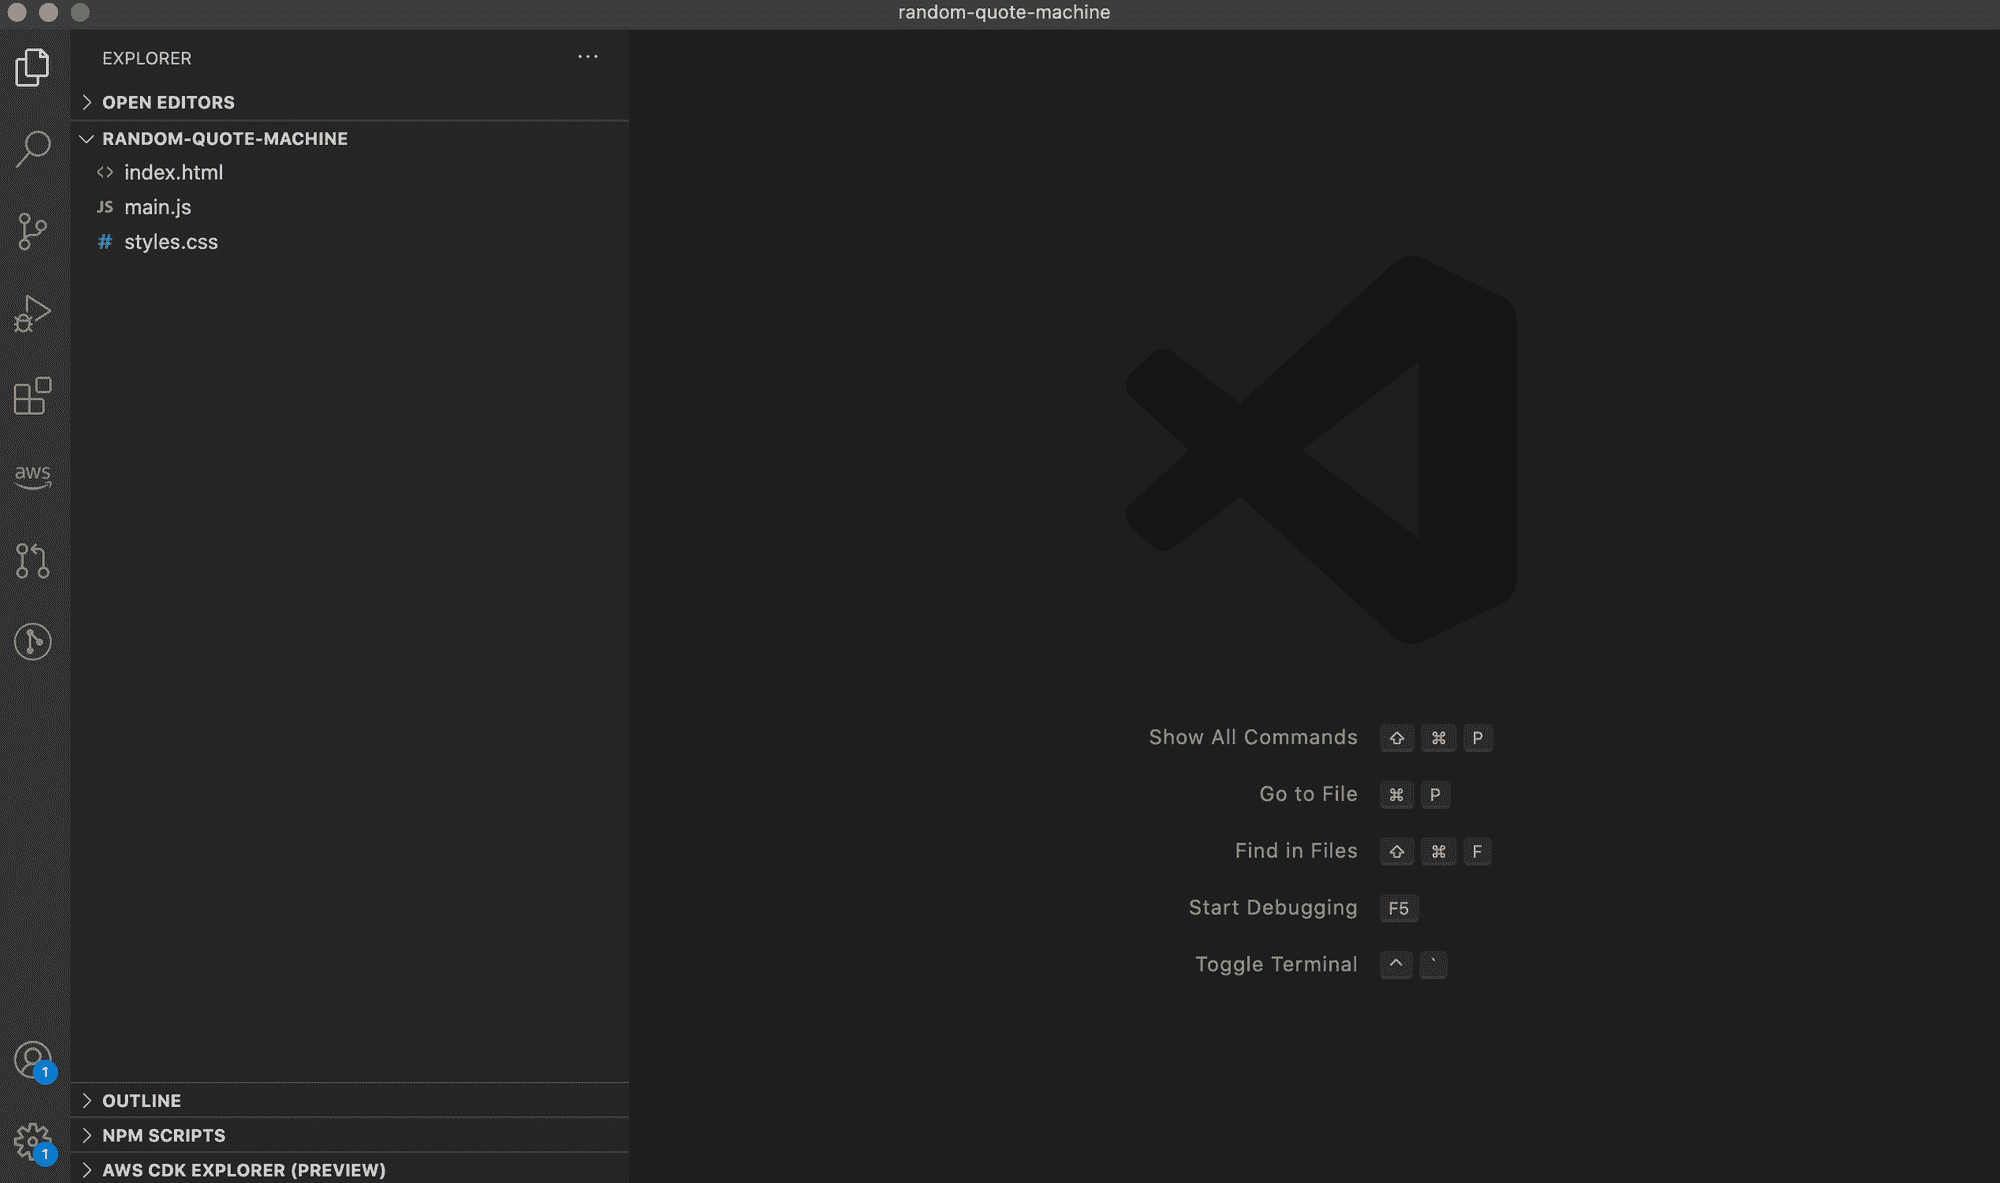 random-quote-machine
EXPLORER
OPEN EDITORS
RANDOM-QUOTE-MACHINE
<> index.html
JS main.js
# styles.css
aws
Show All Commands ⇧ ⌘ P
Go to File ⌘ P
Find in Files ⇧ ⌘ F
Start Debugging F5
Toggle Terminal ^ `
1
OUTLINE
NPM SCRIPTS
1
AWS CDK EXPLORER (PREVIEW)